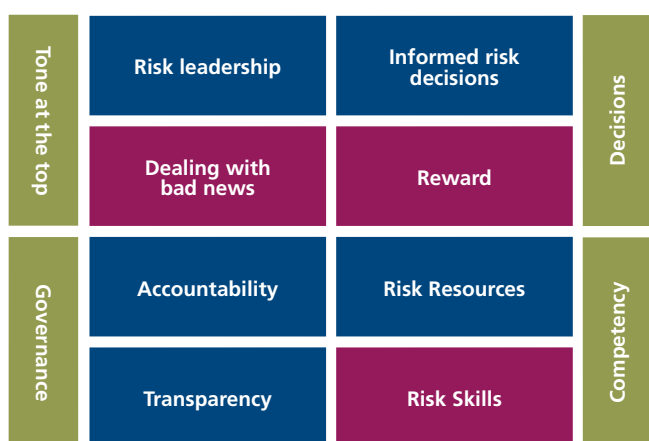 Tone at the top
Risk leadership
Informed risk
decisions
Decisions
Dealing with
bad news
Reward
Governance
Accountability
Risk Resources
Competency
Transparency
Risk Skills